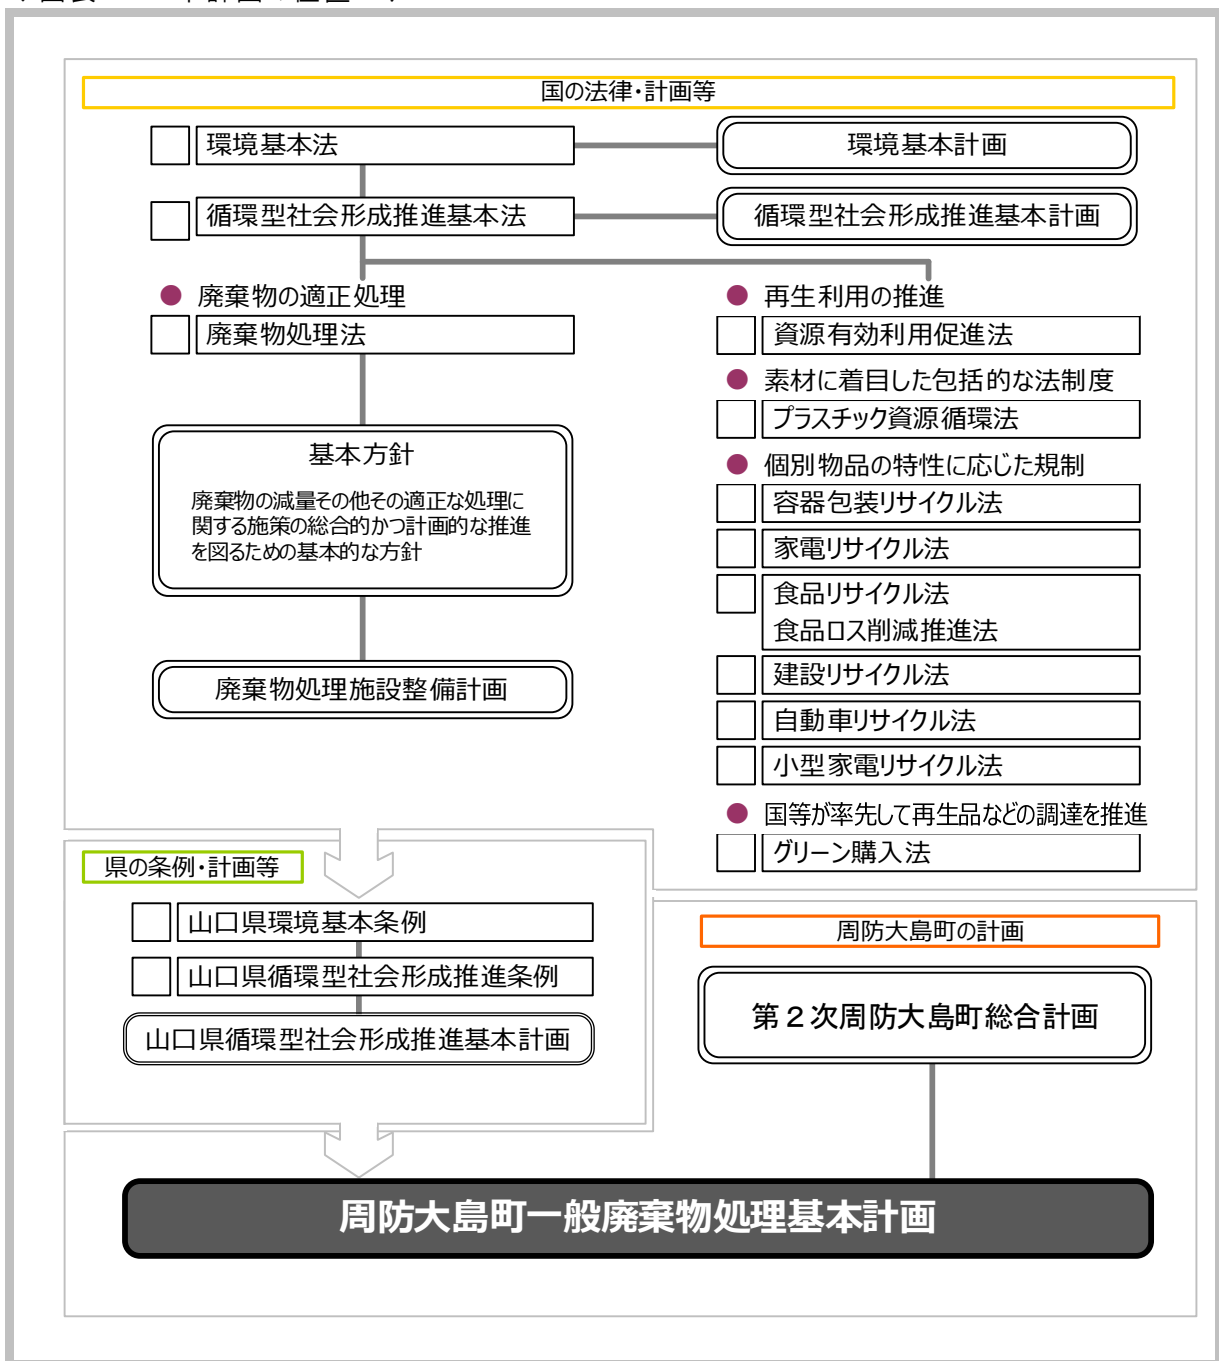 国の法律・計画等
環境基本法
環境基本計画
循環型社会形成推進基本法
循環型社会形成推進基本計画
● 廃棄物の適正処理
廃棄物処理法
基本方針
廃棄物の減量その他その適正な処理に
関する施策の総合的かつ計画的な推進
を図るための基本的な方針
廃棄物処理施設整備計画
● 再生利用の推進
資源有効利用促進法
● 素材に着目した包括的な法制度
プラスチック資源循環法
● 個別物品の特性に応じた規制
容器包装リサイクル法
家電リサイクル法
食品リサイクル法
食品ロス削減推進法
建設リサイクル法
自動車リサイクル法
小型家電リサイクル法
● 国等が率先して再生品などの調達を推進
グリーン購入法
県の条例・計画等
山口県環境基本条例
山口県循環型社会形成推進条例
山口県循環型社会形成推進基本計画
周防大島町の計画
第2次周防大島町総合計画
周防大島町一般廃棄物処理基本計画